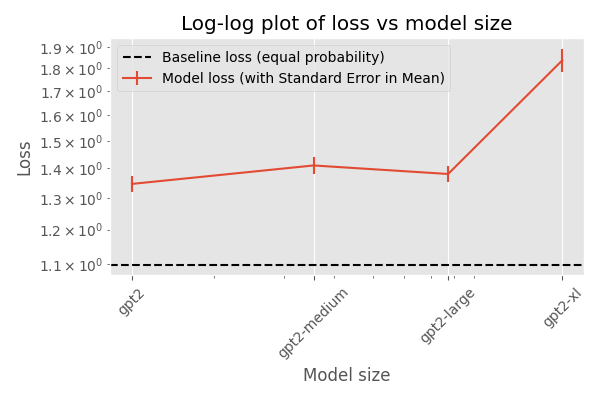 Log-log plot of loss vs model size
Baseline loss (equal probability)
Model loss (with Standard Error in Mean)
Loss
1.9 × 10⁰
1.8 × 10⁰
1.7 × 10⁰
1.6 × 10⁰
1.5 × 10⁰
1.4 × 10⁰
1.3 × 10⁰
1.2 × 10⁰
1.1 × 10⁰
gpt2
gpt2-medium
gpt2-large
gpt2-xl
Model size